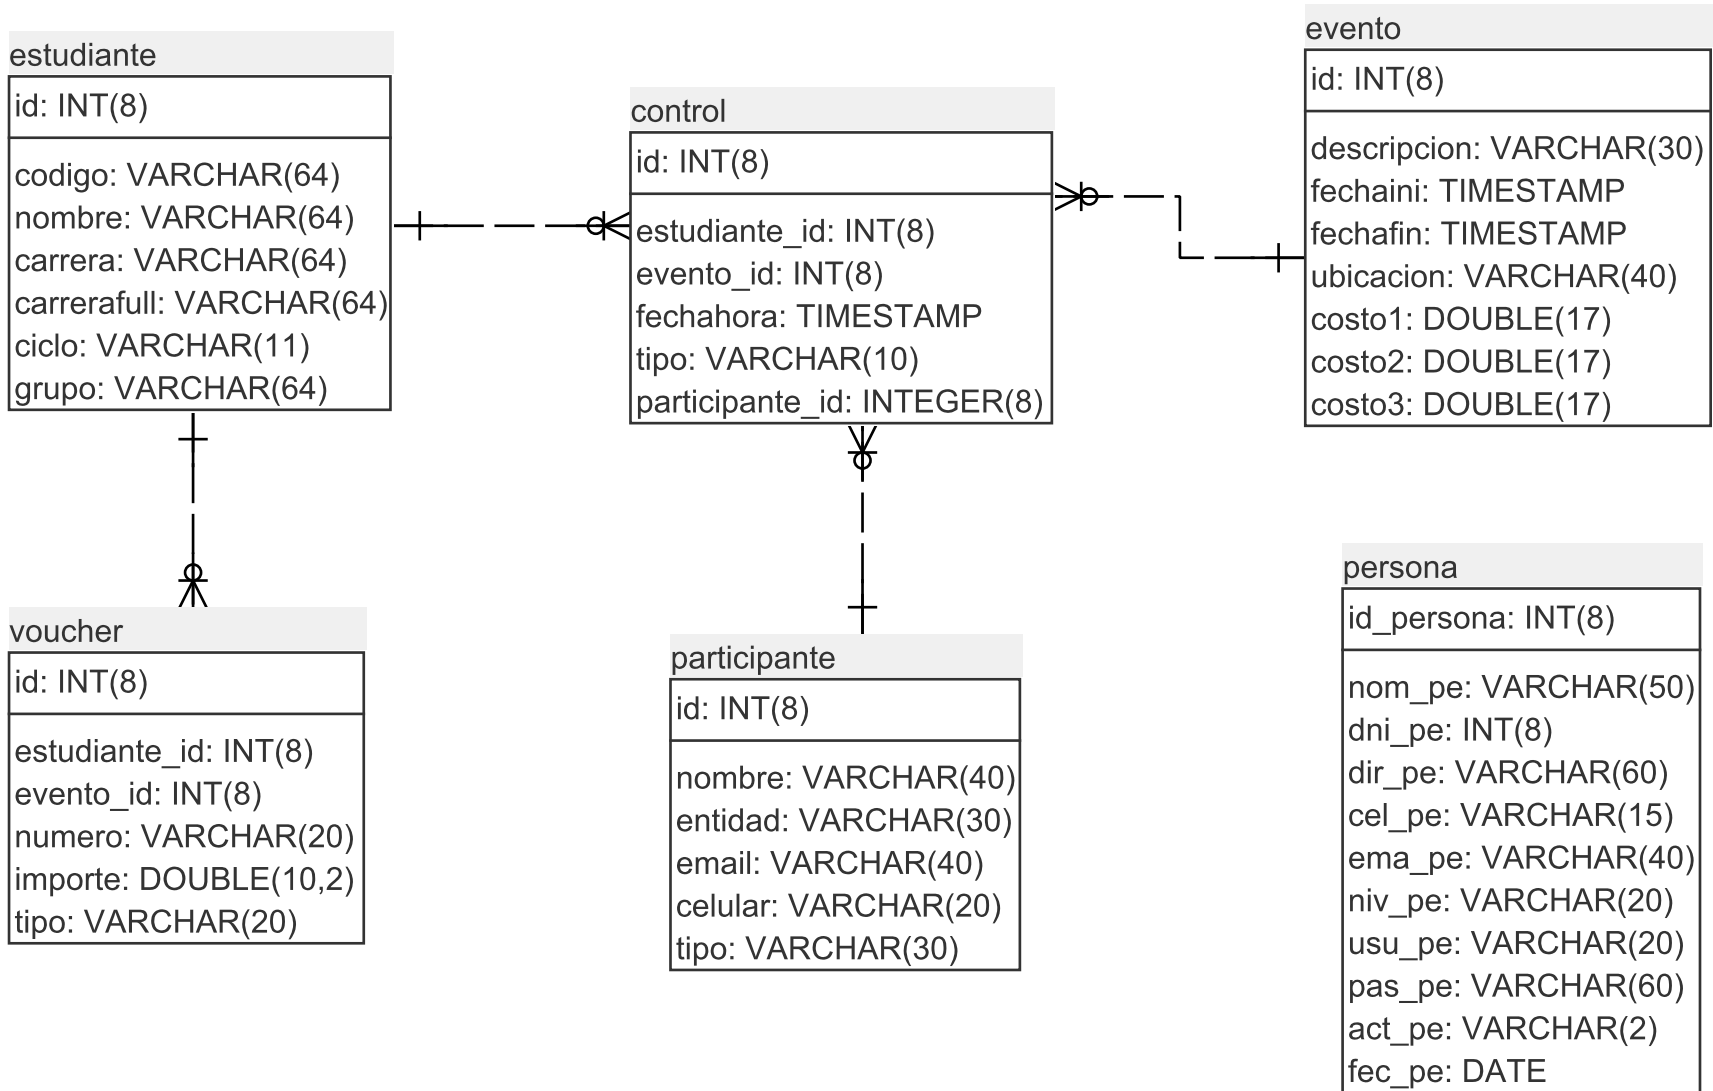 estudiante
id: INT(8)
codigo: VARCHAR(64)
nombre: VARCHAR(64)
carrera: VARCHAR(64)
carrerafull: VARCHAR(64)
ciclo: VARCHAR(11)
grupo: VARCHAR(64)
control
id: INT(8)
estudiante_id: INT(8)
evento_id: INT(8)
fechahora: TIMESTAMP
tipo: VARCHAR(10)
participante_id: INTEGER(8)
evento
id: INT(8)
descripcion: VARCHAR(30)
fechaini: TIMESTAMP
fechafin: TIMESTAMP
ubicacion: VARCHAR(40)
costo1: DOUBLE(17)
costo2: DOUBLE(17)
costo3: DOUBLE(17)
voucher
id: INT(8)
estudiante_id: INT(8)
evento_id: INT(8)
numero: VARCHAR(20)
importe: DOUBLE(10,2)
tipo: VARCHAR(20)
participante
id: INT(8)
nombre: VARCHAR(40)
entidad: VARCHAR(30)
email: VARCHAR(40)
celular: VARCHAR(20)
tipo: VARCHAR(30)
persona
id_persona: INT(8)
nom_pe: VARCHAR(50)
dni_pe: INT(8)
dir_pe: VARCHAR(60)
cel_pe: VARCHAR(15)
ema_pe: VARCHAR(40)
niv_pe: VARCHAR(20)
usu_pe: VARCHAR(20)
pas_pe: VARCHAR(60)
act_pe: VARCHAR(2)
fec_pe: DATE